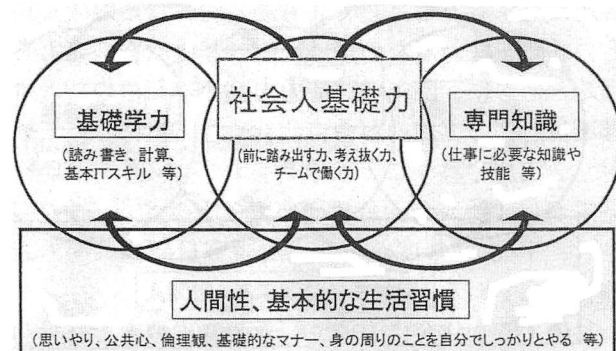 社会人基礎力
基礎学力
専門知識
(読み書き、計算、
基本ITスキル 等)
(前に踏み出す力、考え抜く力、
チームで働く力)
(仕事に必要な知識や
技能 等)
人間性、基本的な生活習慣
(思いやり、公共心、倫理観、基礎的なマナー、身の周りのことを自分でしっかりとやる 等)